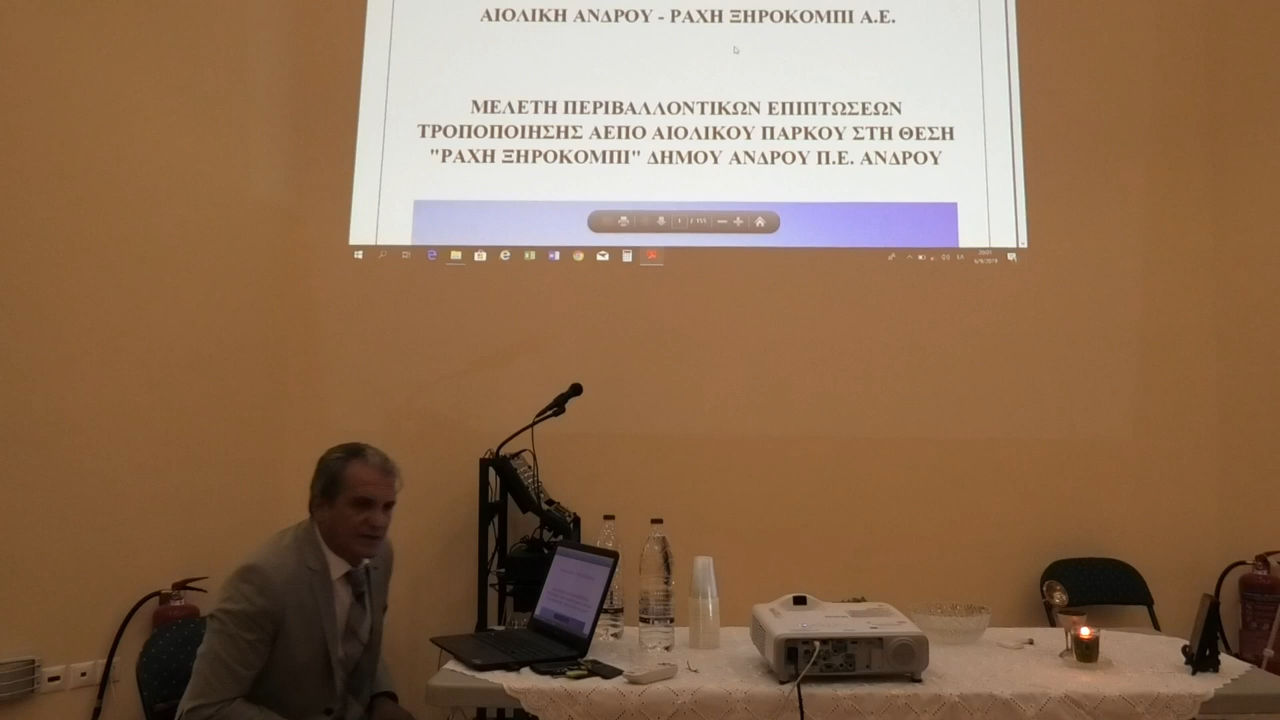 ΑΙΟΛΙΚΗ ΑΝΔΡΟΥ - ΡΑΧΗ ΞΗΡΟΚΟΜΠΙ Α.Ε.
ΜΕΛΕΤΗ ΠΕΡΙΒΑΛΛΟΝΤΙΚΩΝ ΕΠΙΠΤΩΣΕΩΝ
ΤΡΟΠΟΠΟΙΗΣΗΣ ΑΕΠΟ ΑΙΟΛΙΚΟΥ ΠΑΡΚΟΥ ΣΤΗ ΘΕΣΗ
"ΡΑΧΗ ΞΗΡΟΚΟΜΠΙ" ΔΗΜΟΥ ΑΝΔΡΟΥ Π.Ε. ΑΝΔΡΟΥ